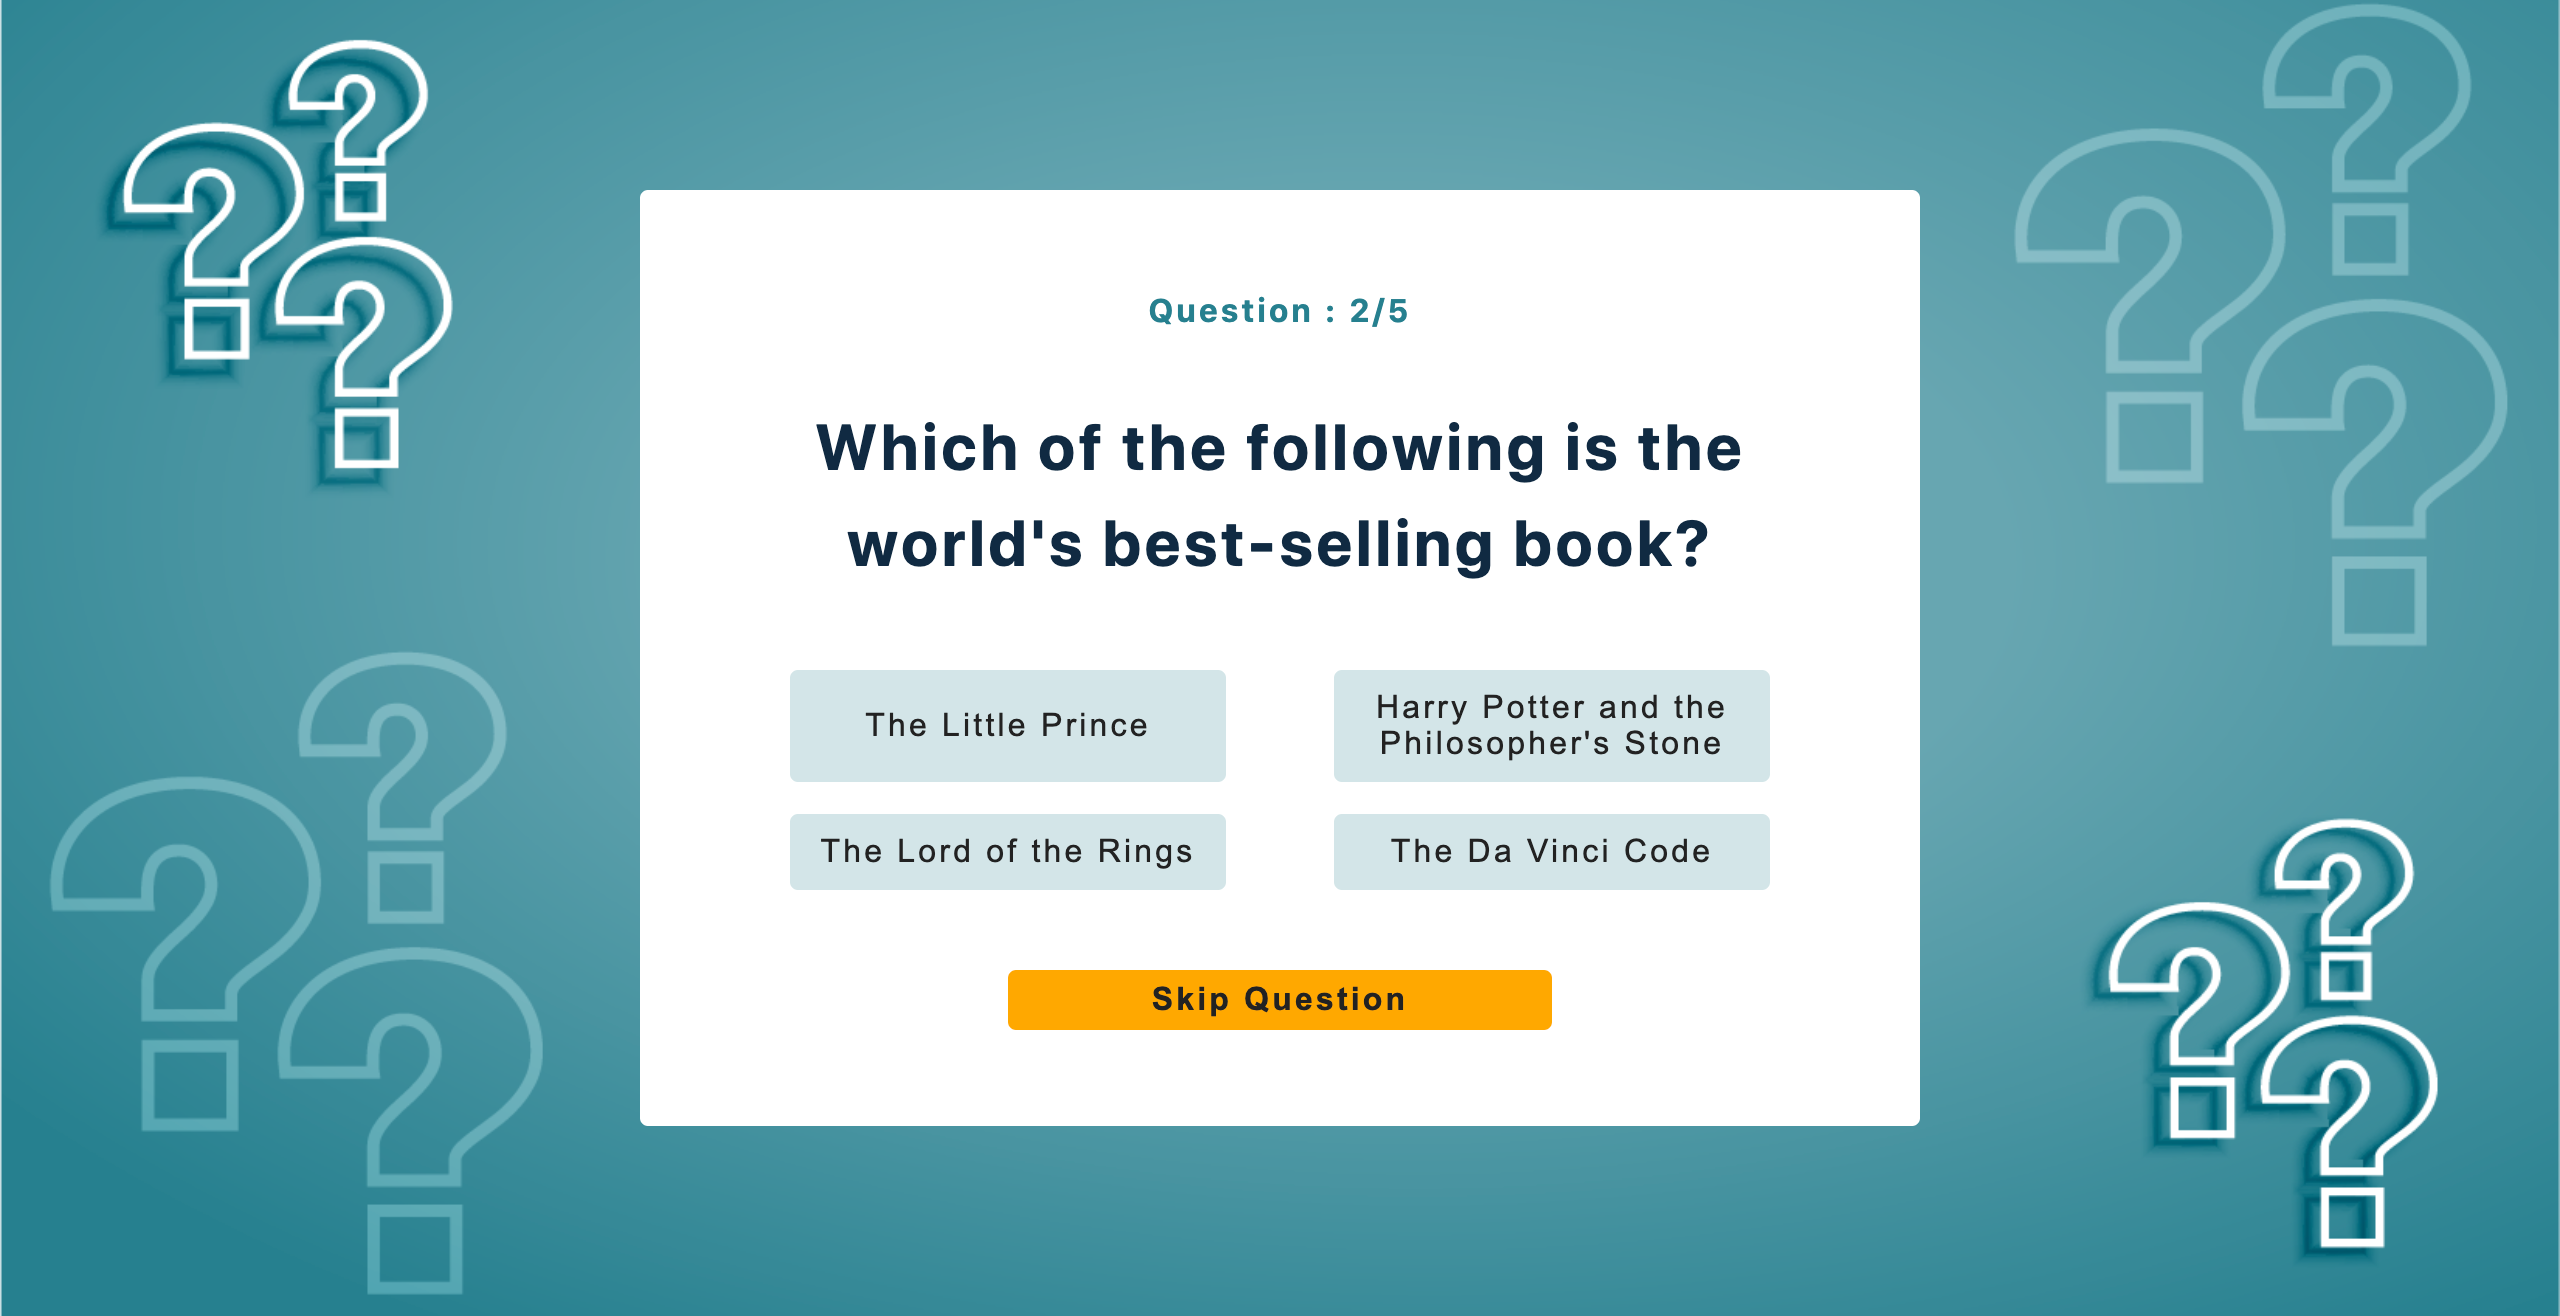 Question : 2/5
Which of the following is the
world's best-selling book?
The Little Prince
Harry Potter and the
Philosopher's Stone
The Lord of the Rings
The Da Vinci Code
Skip Question